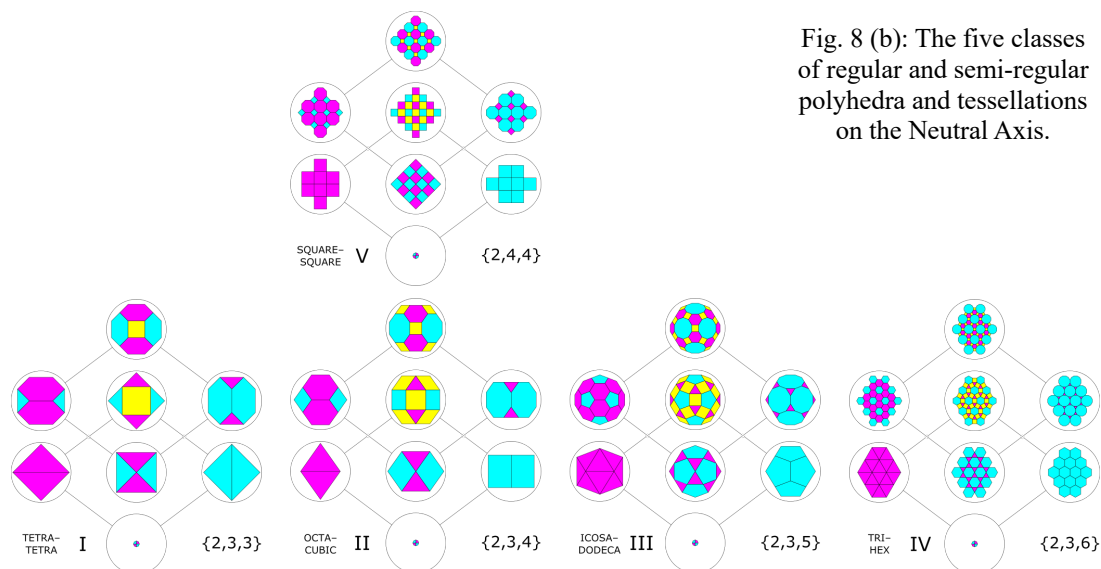 Fig. 8 (b): The five classes
of regular and semi-regular
polyhedra and tessellations
on the Neutral Axis.
SQUARE–
SQUARE
V
{2,4,4}
TETRA–
TETRA
I
{2,3,3}
OCTA–
CUBIC
II
{2,3,4}
ICOSA–
DODECA
III
{2,3,5}
TRI–
HEX
IV
{2,3,6}